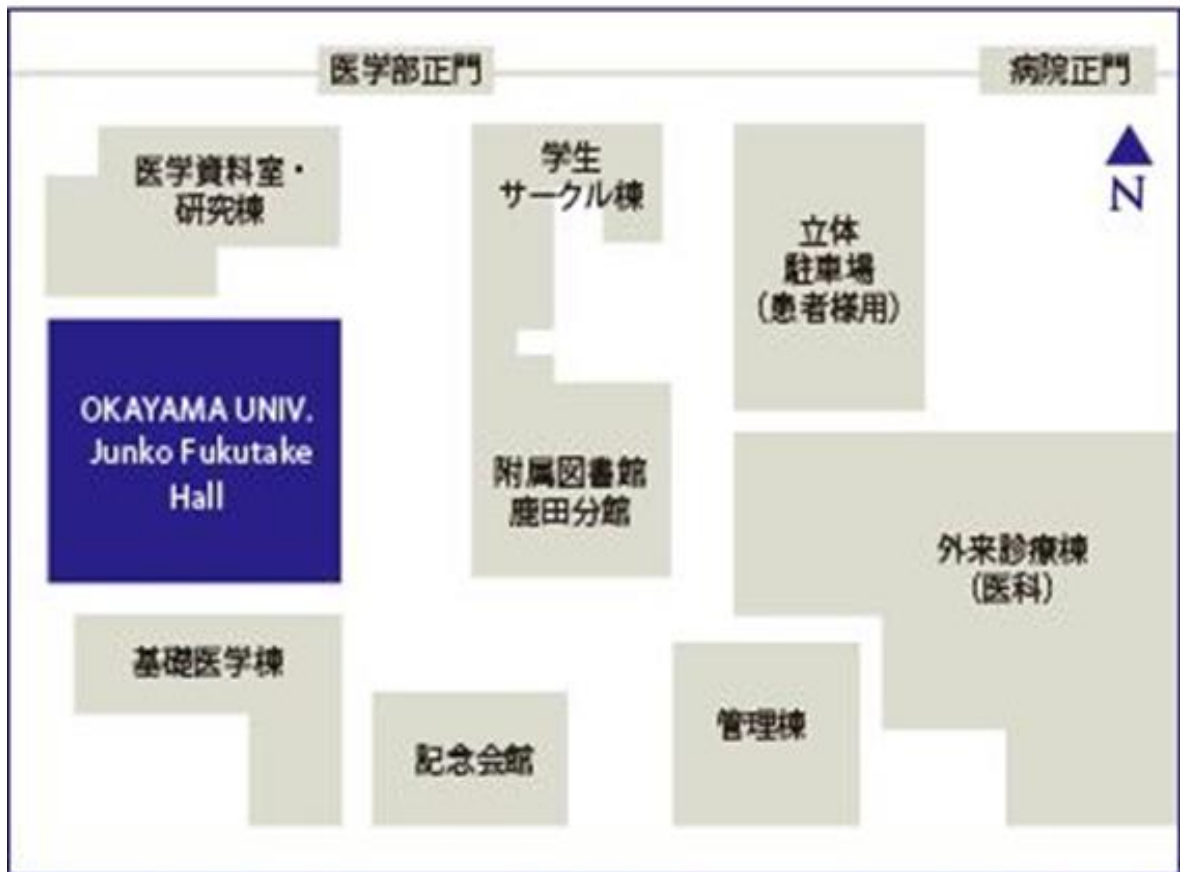 医学部正門
病院正門
医学資料室・
研究棟
学生
サークル棟
立体
駐車場
(患者様用)
N
OKAYAMA UNIV.
Junko Fukutake
Hall
附属図書館
鹿田分館
外来診療棟
(医科)
基礎医学棟
記念会館
管理棟